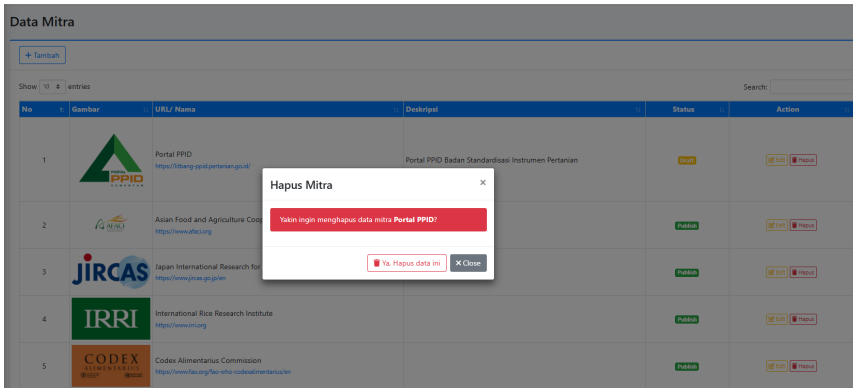 Data Mitra
+ Tambah
Show 10 entries
Search:
No Gambar URL/ Nama Deskripsi Status Action
PORTAL
PPID
KEMENTAN
1 Portal PPID Portal PPID Badan Standardisasi Instrumen Pertanian Draft Edit Hapus
https://litbang-ppid.pertanian.go.id/
Hapus Mitra ×
Yakin ingin menghapus data mitra Portal PPID?
Ya. Hapus data ini × Close
AFACI
2 Asian Food and Agriculture Coop Publish Edit Hapus
https://www.afaci.org
JIRCAS
3 Japan International Research for Publish Edit Hapus
https://www.jircas.go.jp/en
IRRI
4 International Rice Research Institute Publish Edit Hapus
https://www.irri.org
CODEX
ALIMENTARIUS
5 Codex Alimentarius Commission Publish Edit Hapus
https://www.fao.org/fao-who-codexalimentarius/en